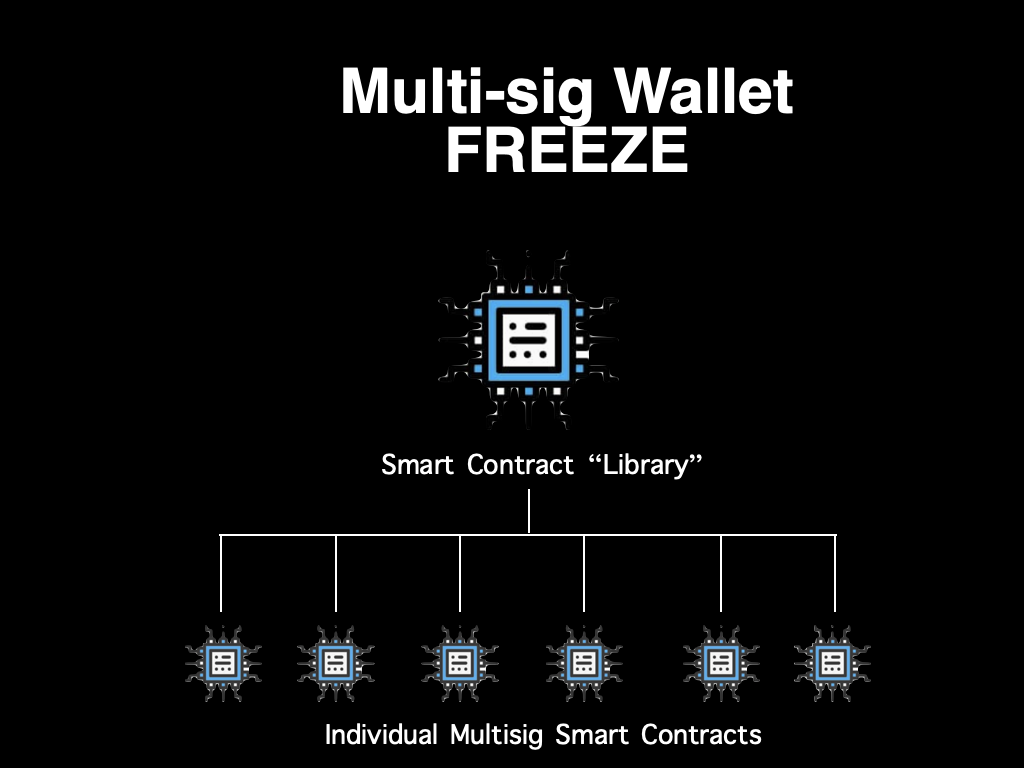 Multi-sig Wallet
FREEZE
Smart Contract “Library”
Individual Multisig Smart Contracts